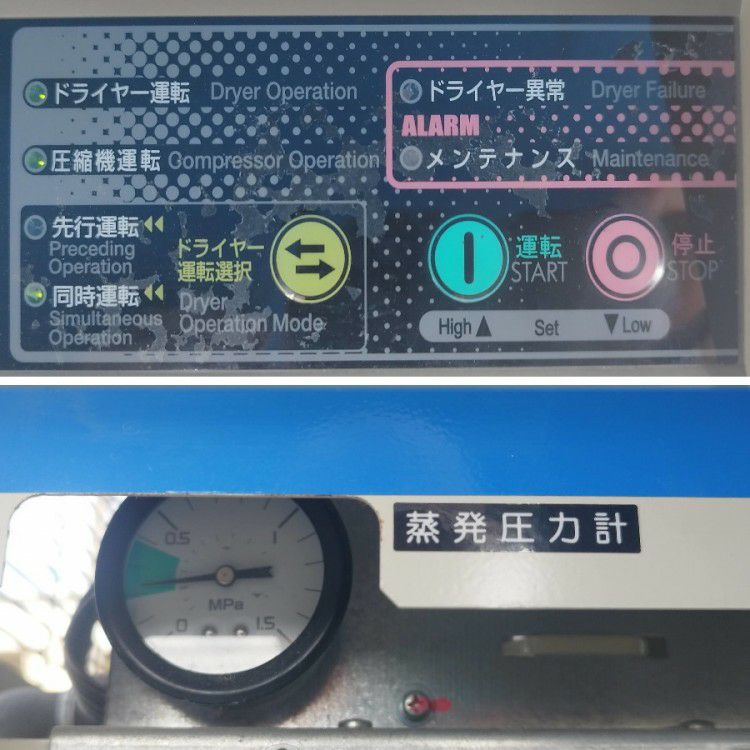 ドライヤー運転 Dryer Operation
圧縮機運転 Compressor Operation
先行運転
Preceding
Operation
同時運転
Simultaneous
Operation
ドライヤー
運転選択
Dryer
Operation Mode
ドライヤー異常 Dryer Failure
ALARM
メンテナンス Maintenance
運転
START
停止
STOP
High ▲ Set ▼ Low
蒸発圧力計
0.5 1
MPa
0 1.5